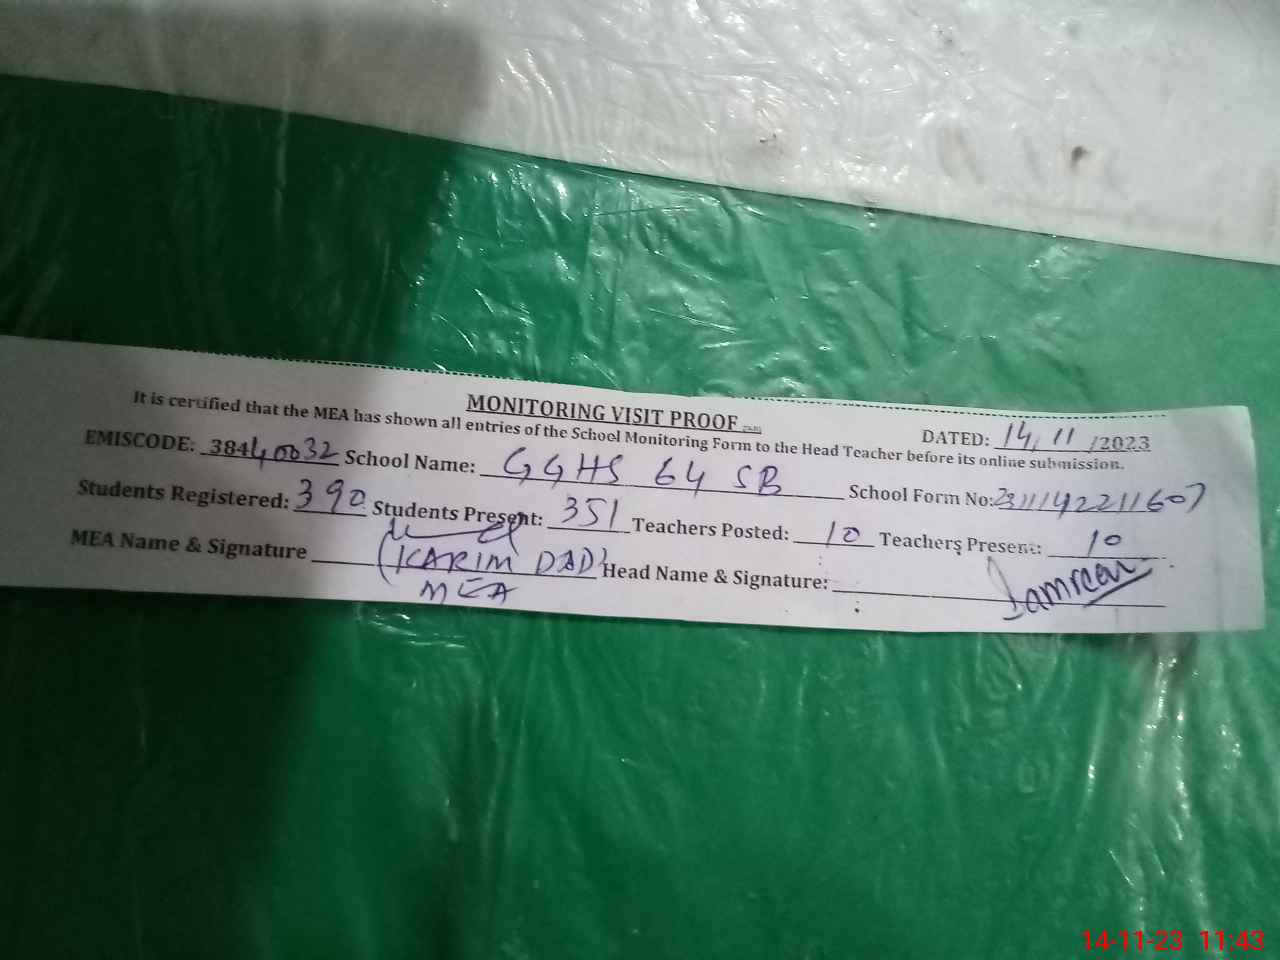 MONITORING VISIT PROOF
DATED: 14, 11 /2023
It is certified that the MEA has shown all entries of the School Monitoring Form to the Head Teacher before its online submission.
EMISCODE: 38440032 School Name: GGHS 64 SB School Form No:
Students Registered: 390 Students Present: 351 Teachers Posted: 10 Teachers Present: 10
MEA Name & Signature (KARIM DAD) Head Name & Signature:
MEA
14-11-23 11:43